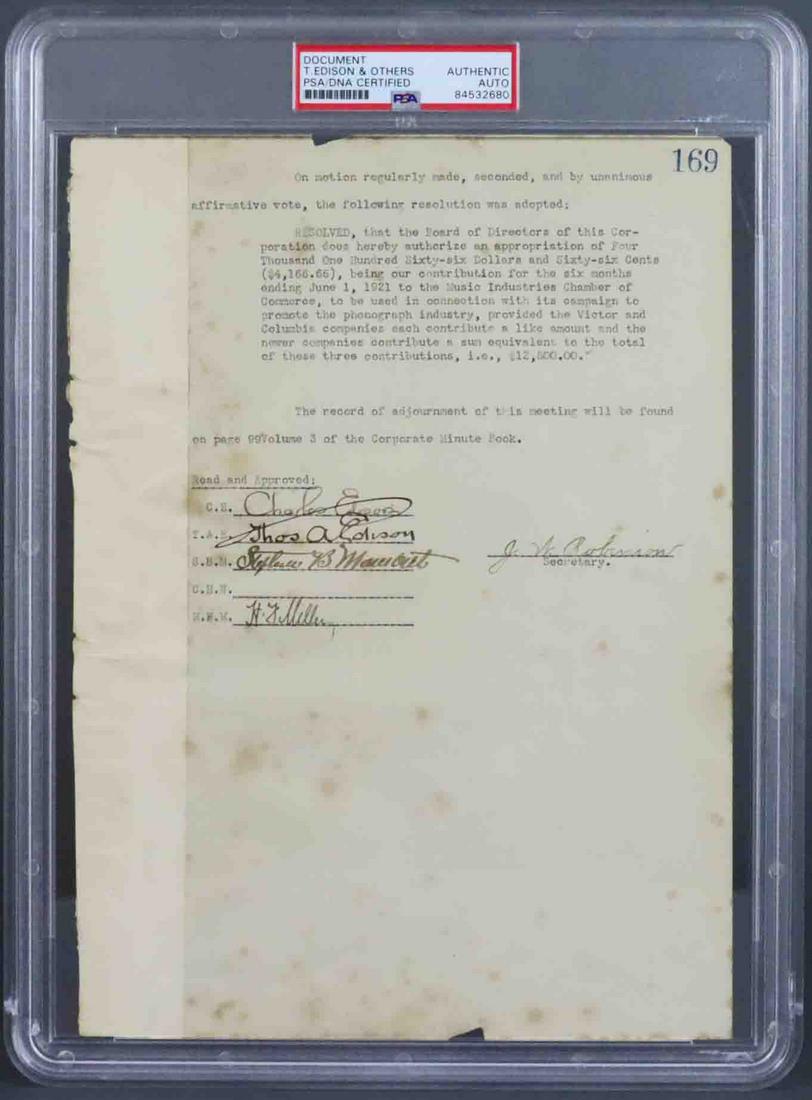 DOCUMENT
T.EDISON & OTHERS AUTHENTIC
PSA/DNA CERTIFIED AUTO
PSA 84532680
169
On motion regularly made, seconded, and by unanimous
affirmative vote, the following resolution was adopted:
RESOLVED, that the Board of Directors of this Cor-
poration does hereby authorize an appropriation of Four
Thousand One Hundred Sixty-six Dollars and Sixty-six Cents
($4,166.66), being our contribution for the six months
ending June 1, 1921 to the Music Industries Chamber of
Commerce, to be used in connection with its campaign to
promote the phonograph industry, provided the Victor and
Columbia companies each contribute a like amount and the
newer companies contribute a sum equivalent to the total
of these three contributions, i.e., $12,500.00."
The record of adjournment of this meeting will be found
on page 99Volume 3 of the Corporate Minute Book.
Read and Approved:
C.E. Charles Edison
T.A.E. Thos A Edison
S.B.M. Stephen B Mambert
J. W. Robinson
Secretary.
C.H.W.
H.F.M. H. F. Miller